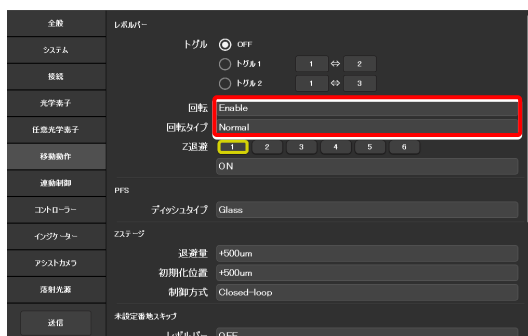 全般
システム
接続
光学素子
任意光学素子
移動動作
連動制御
コントローラー
インジケーター
アシストカメラ
落射光源
送信
レボルバー
トグル OFF
トグル1 1 ⇔ 2
トグル2 1 ⇔ 3
回転 Enable
回転タイプ Normal
Z退避 1 2 3 4 5 6
ON
PFS
ディッシュタイプ Glass
Zステージ
退避量 +500um
初期化位置 +500um
制御方式 Closed-loop
未設定番地スキップ
レボルバー OFF